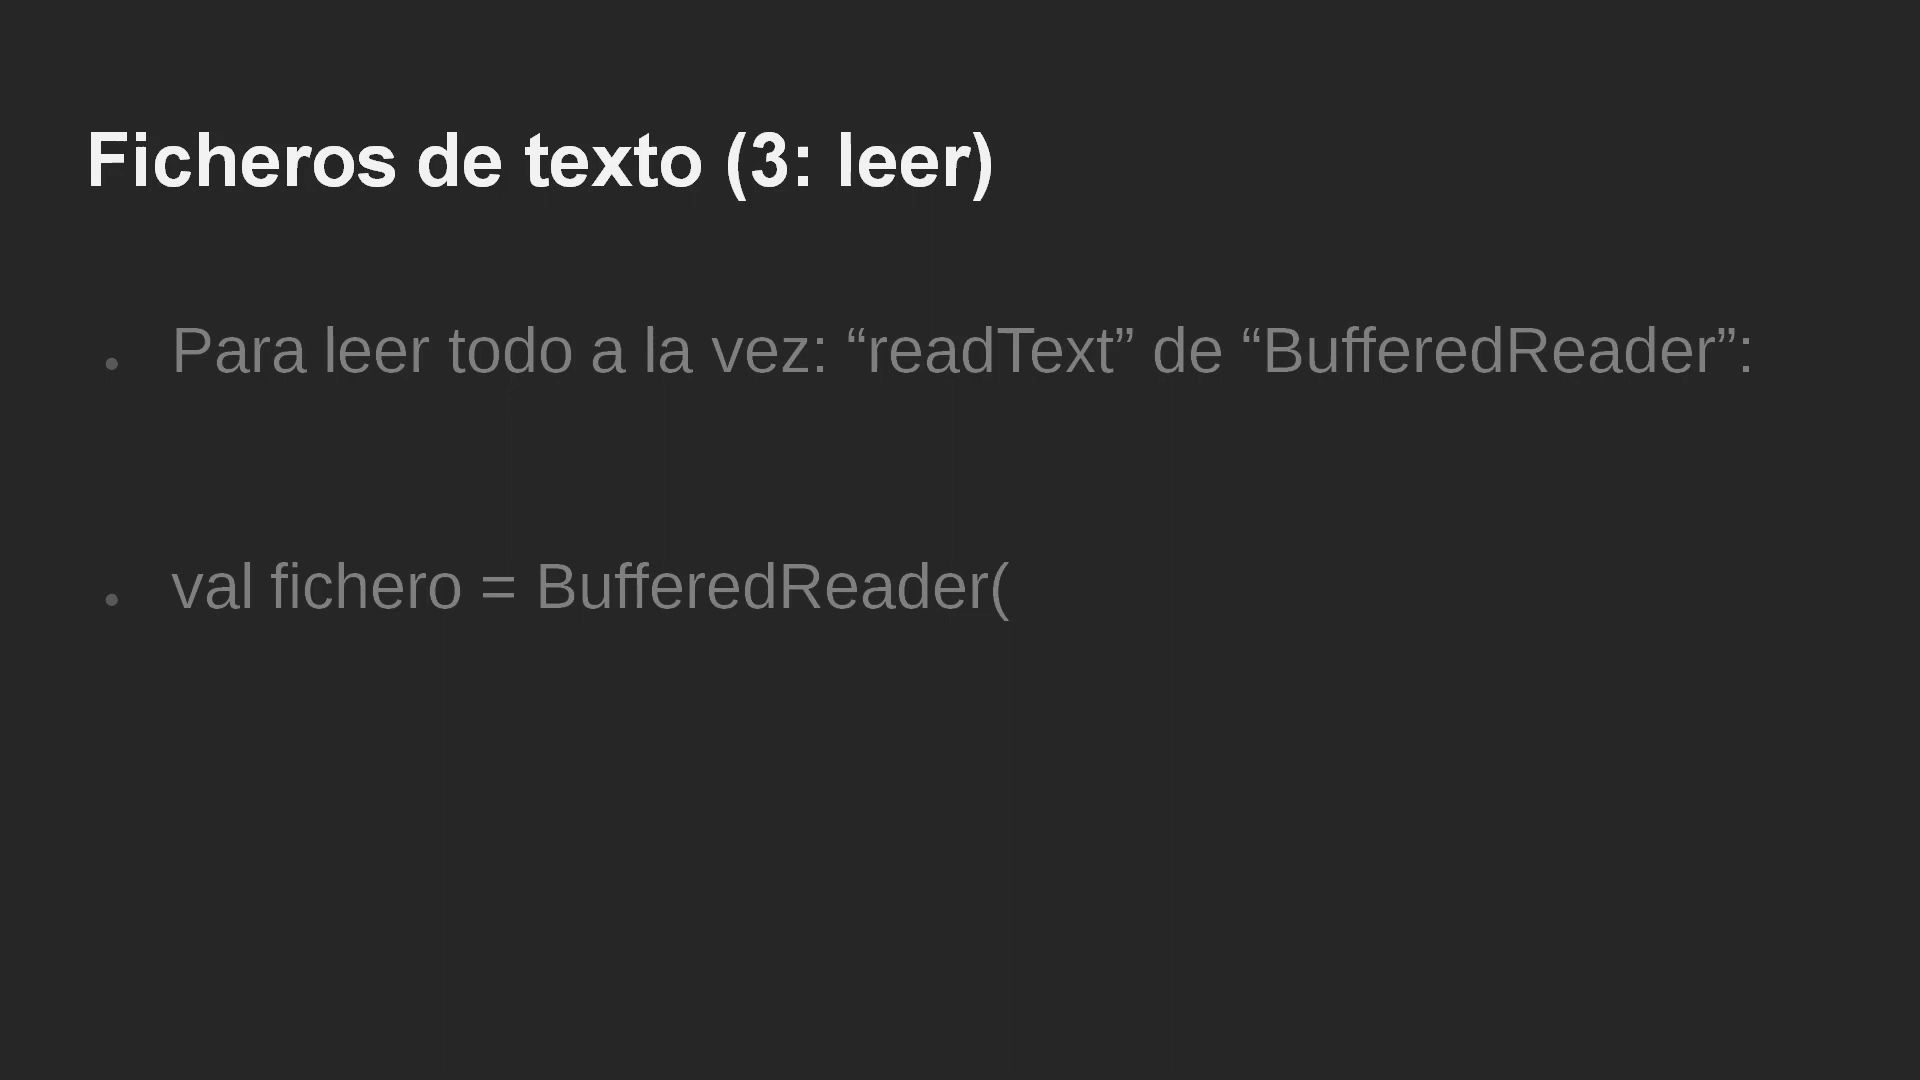 Ficheros de texto (3: leer)
• Para leer todo a la vez: “readText” de “BufferedReader”:
• val fichero = BufferedReader(